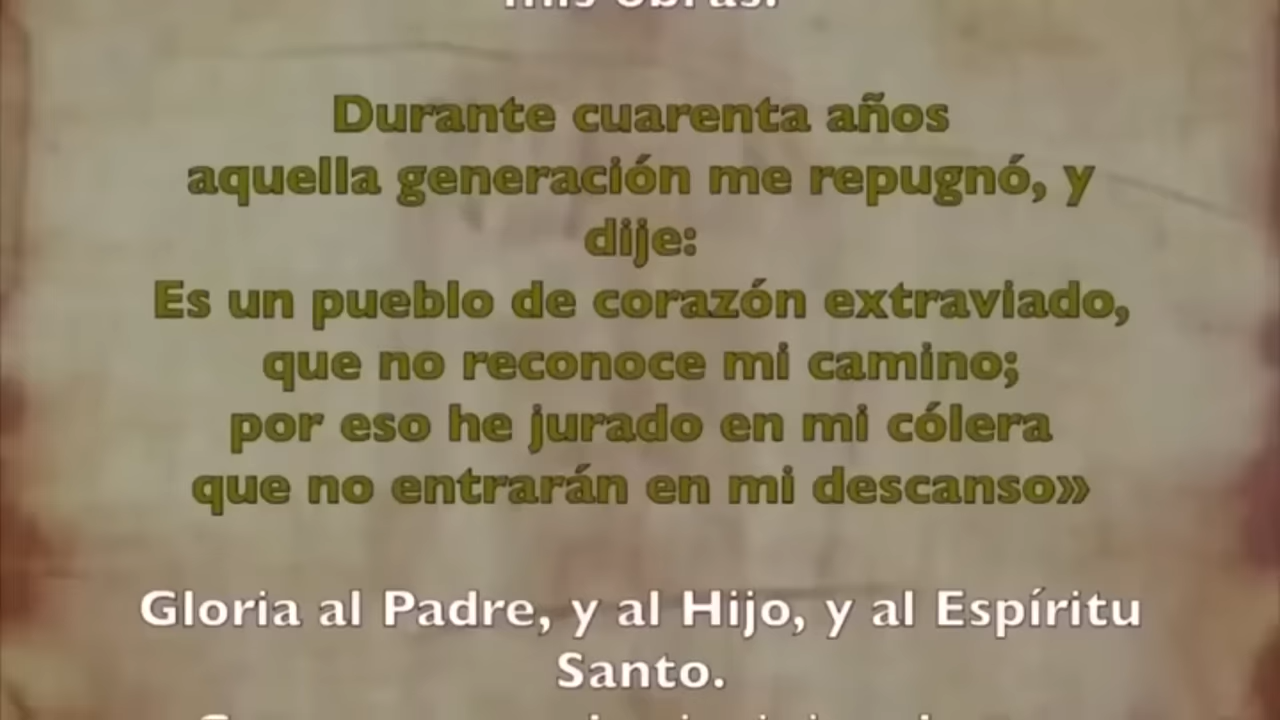 mis obras.
Durante cuarenta años
aquella generación me repugnó, y
dije:
Es un pueblo de corazón extraviado,
que no reconoce mi camino;
por eso he jurado en mi cólera
que no entrarán en mi descanso»
Gloria al Padre, y al Hijo, y al Espíritu
Santo.